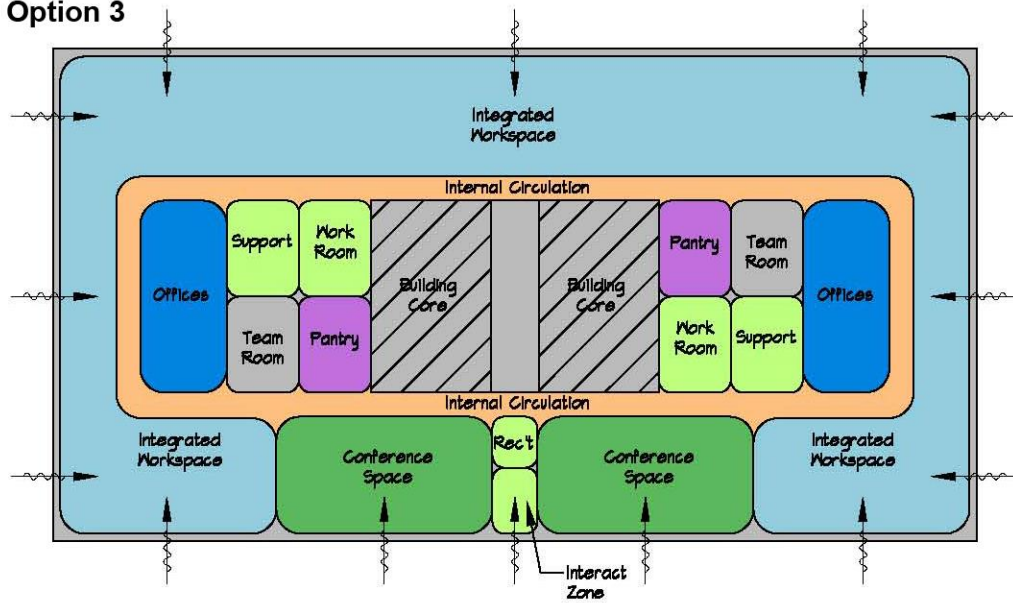 Option 3
Integrated
Workspace
Internal Circulation
Offices
Support
Work
Room
Team
Room
Pantry
Building
Core
Building
Core
Pantry
Team
Room
Work
Room
Support
Offices
Internal Circulation
Integrated
Workspace
Conference
Space
Rec't
Conference
Space
Integrated
Workspace
Interact
Zone